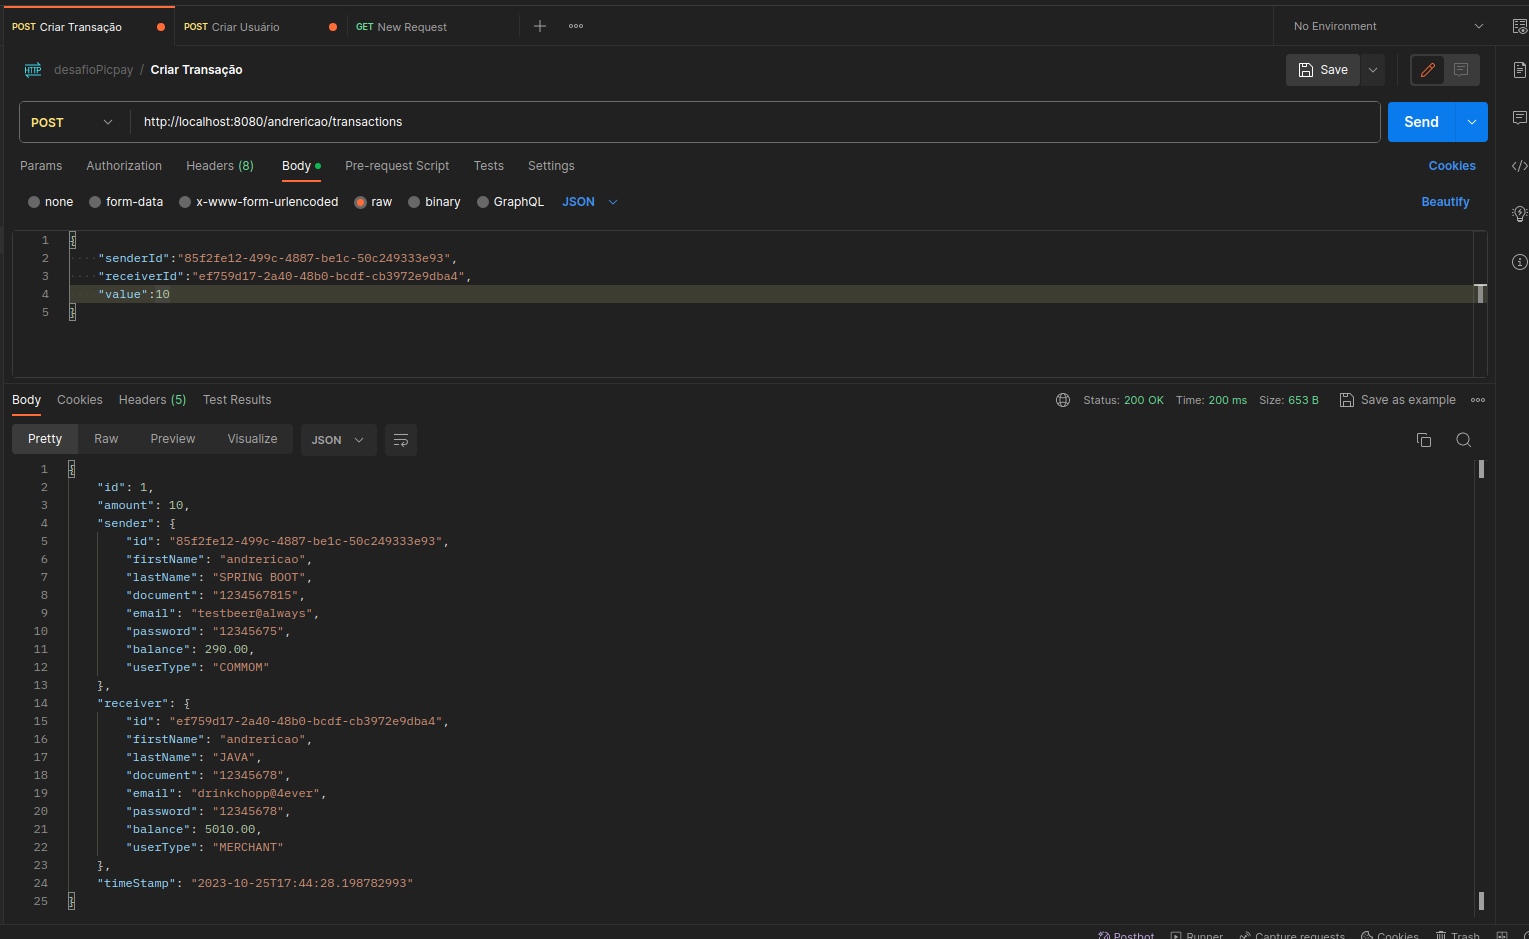 POST Criar Transação POST Criar Usuário GET New Request No Environment
desafioPicpay / Criar Transação Save
POST http://localhost:8080/andrericao/transactions Send
Params Authorization Headers (8) Body Pre-request Script Tests Settings Cookies
none form-data x-www-form-urlencoded raw binary GraphQL JSON Beautify
1 {
2 "senderId":"85f2fe12-499c-4887-be1c-50c249333e93",
3 "receiverId":"ef759d17-2a40-48b0-bcdf-cb3972e9dba4",
4 "value":10
5 }
Body Cookies Headers (5) Test Results Status: 200 OK Time: 200 ms Size: 653 B Save as example
Pretty Raw Preview Visualize JSON
1 {
2 "id": 1,
3 "amount": 10,
4 "sender": {
5 "id": "85f2fe12-499c-4887-be1c-50c249333e93",
6 "firstName": "andrericao",
7 "lastName": "SPRING BOOT",
8 "document": "1234567815",
9 "email": "testbeer@always",
10 "password": "12345675",
11 "balance": 290.00,
12 "userType": "COMMOM"
13 },
14 "receiver": {
15 "id": "ef759d17-2a40-48b0-bcdf-cb3972e9dba4",
16 "firstName": "andrericao",
17 "lastName": "JAVA",
18 "document": "12345678",
19 "email": "drinkchopp@4ever",
20 "password": "12345678",
21 "balance": 5010.00,
22 "userType": "MERCHANT"
23 },
24 "timeStamp": "2023-10-25T17:44:28.198782993"
25 }
Postbot Runner Capture requests Cookies Trash